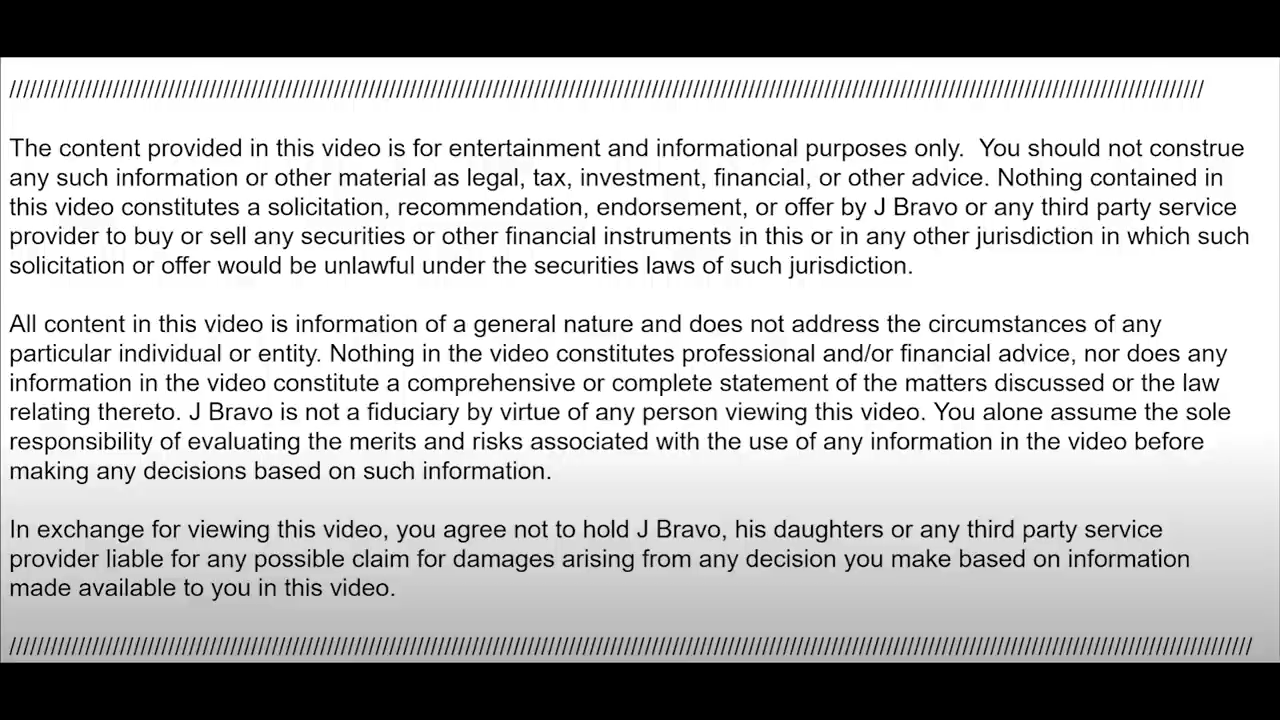 ////////////////////////////////////////////////////////////////////////////////////////////////////////////////////////////////////////////////////////////////////////////////
The content provided in this video is for entertainment and informational purposes only.  You should not construe
any such information or other material as legal, tax, investment, financial, or other advice. Nothing contained in
this video constitutes a solicitation, recommendation, endorsement, or offer by J Bravo or any third party service
provider to buy or sell any securities or other financial instruments in this or in any other jurisdiction in which such
solicitation or offer would be unlawful under the securities laws of such jurisdiction.
All content in this video is information of a general nature and does not address the circumstances of any
particular individual or entity. Nothing in the video constitutes professional and/or financial advice, nor does any
information in the video constitute a comprehensive or complete statement of the matters discussed or the law
relating thereto. J Bravo is not a fiduciary by virtue of any person viewing this video. You alone assume the sole
responsibility of evaluating the merits and risks associated with the use of any information in the video before
making any decisions based on such information.
In exchange for viewing this video, you agree not to hold J Bravo, his daughters or any third party service
provider liable for any possible claim for damages arising from any decision you make based on information
made available to you in this video.
///////////////////////////////////////////////////////////////////////////////////////////////////////////////////////////////////////////////////////////////////////////////////////